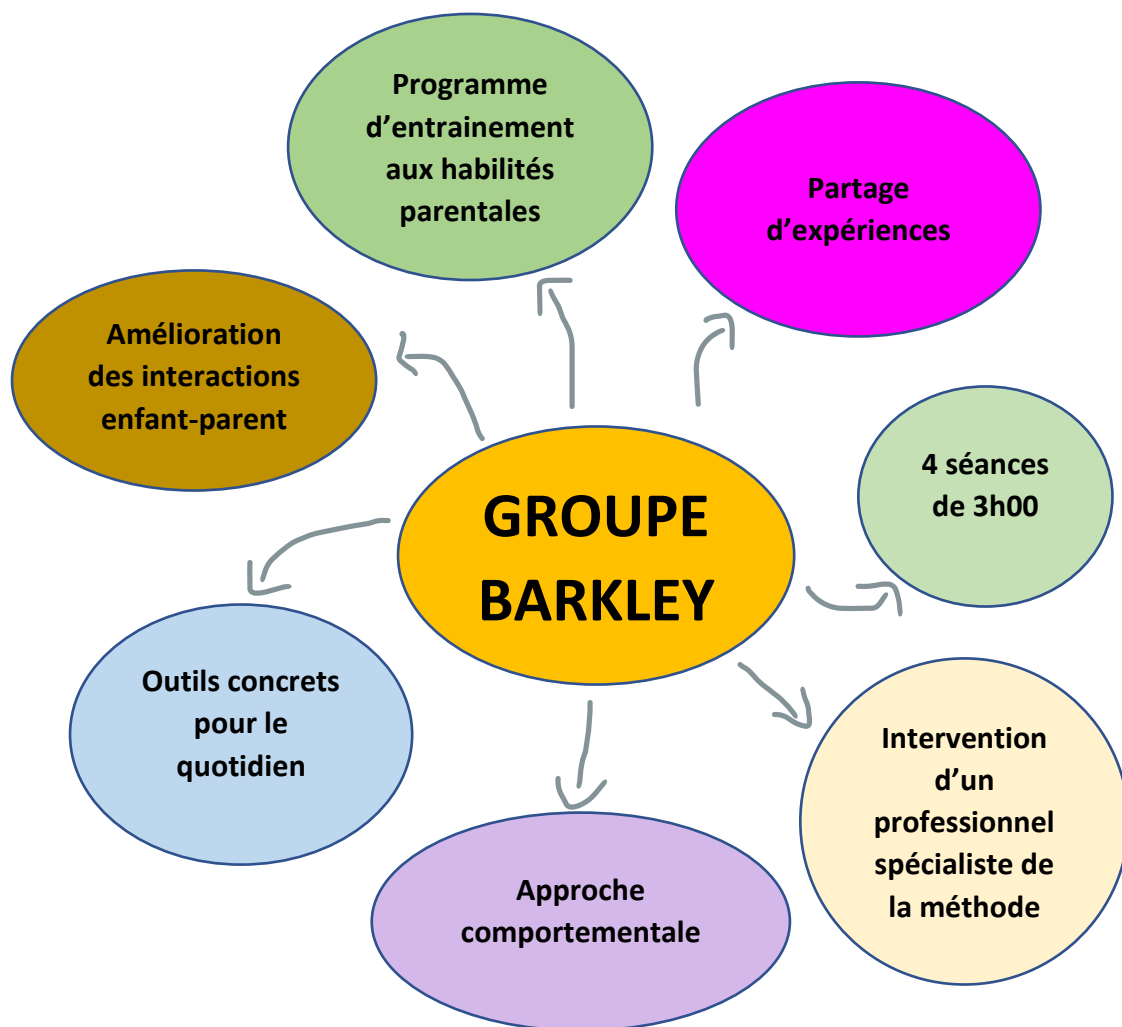 Programme
d’entrainement
aux habilités
parentales
Partage
d’expériences
Amélioration
des interactions
enfant-parent
4 séances
de 3h00
GROUPE
BARKLEY
Outils concrets
pour le
quotidien
Intervention
d’un
professionnel
spécialiste de
la méthode
Approche
comportementale